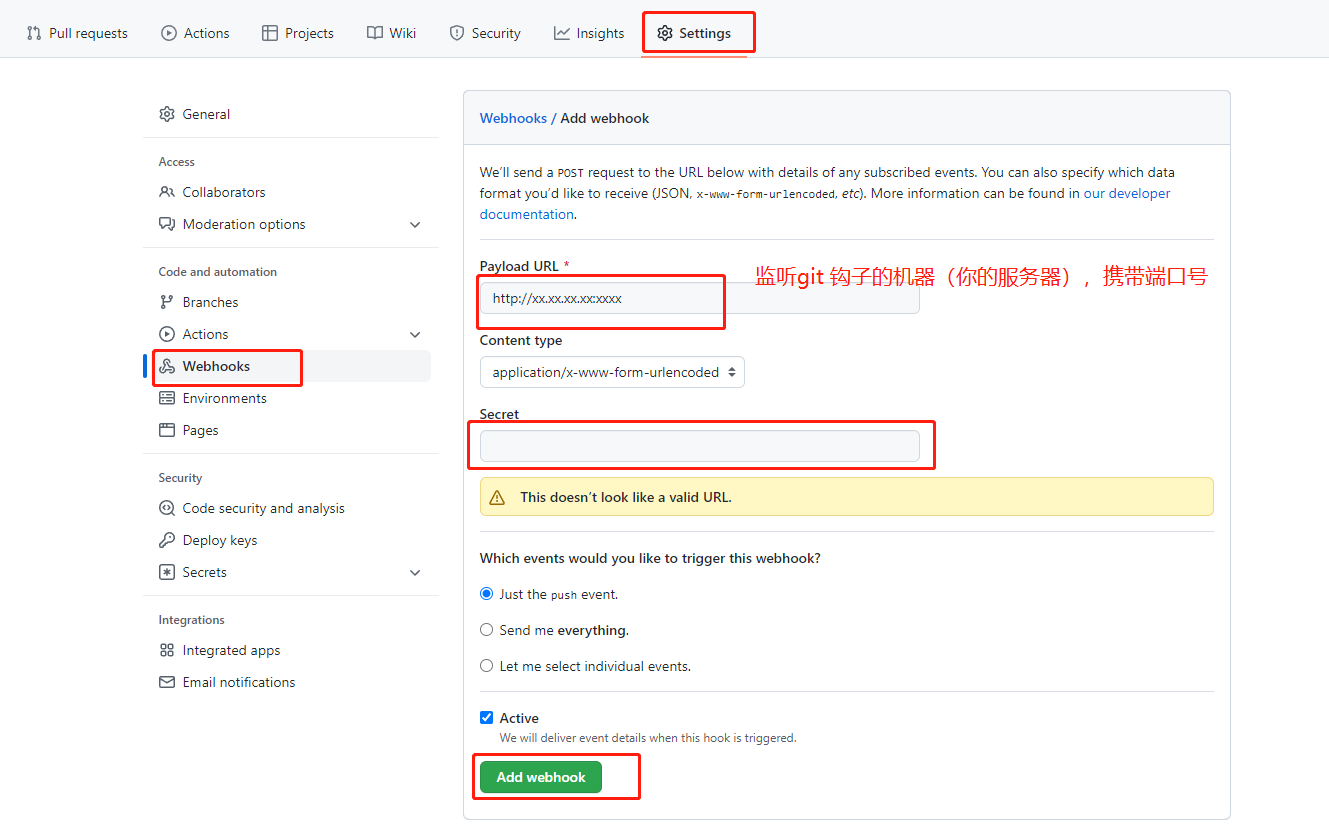 Pull requests
Actions
Projects
Wiki
Security
Insights
Settings
General
Access
Collaborators
Moderation options
Code and automation
Branches
Actions
Webhooks
Environments
Pages
Security
Code security and analysis
Deploy keys
Secrets
Integrations
Integrated apps
Email notifications
Webhooks / Add webhook
We’ll send a POST request to the URL below with details of any subscribed events. You can also specify which data
format you’d like to receive (JSON, x-www-form-urlencoded, etc). More information can be found in our developer
documentation.
Payload URL *
监听git 钩子的机器（你的服务器），携带端口号
http://xx.xx.xx.xx:xxxx
Content type
application/x-www-form-urlencoded
Secret
This doesn’t look like a valid URL.
Which events would you like to trigger this webhook?
Just the push event.
Send me everything.
Let me select individual events.
Active
We will deliver event details when this hook is triggered.
Add webhook